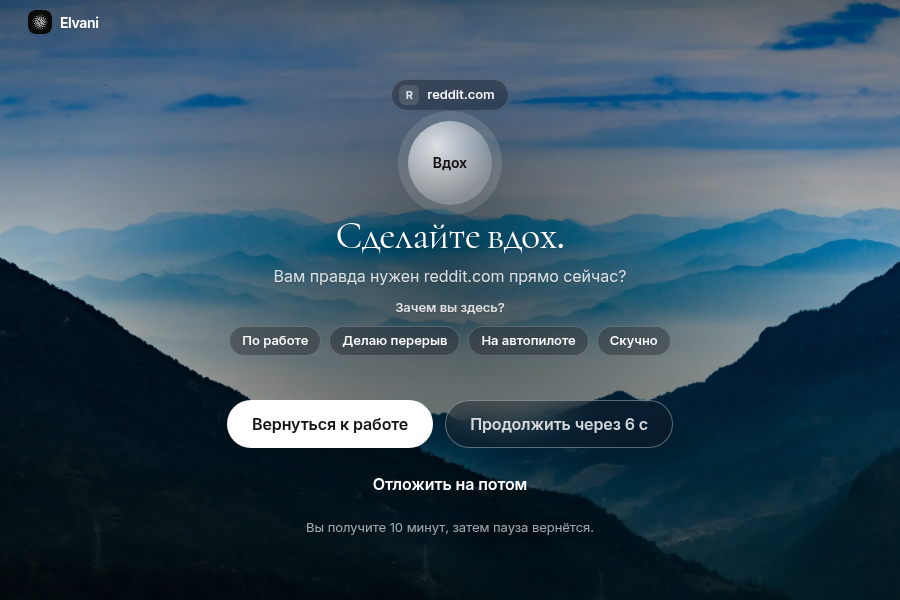 Elvani
R reddit.com
Вдох
Сделайте вдох.
Вам правда нужен reddit.com прямо сейчас?
Зачем вы здесь?
По работе Делаю перерыв На автопилоте Скучно
Вернуться к работе Продолжить через 6 с
Отложить на потом
Вы получите 10 минут, затем пауза вернётся.